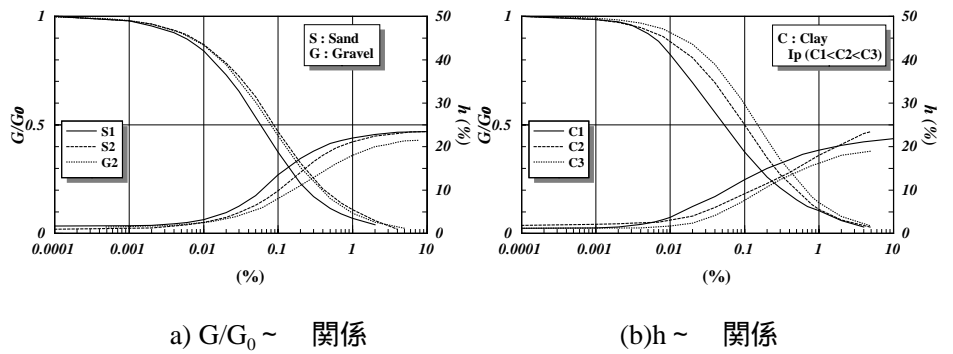 1
50
S : Sand
G : Gravel
40
30
G/G0
0.5
h (%)
S1
S2
G2
20
10
0
0
0.0001
0.001
0.01
0.1
1
10
(%)
1
50
C : Clay
Ip (C1<C2<C3)
40
30
G/G0
0.5
h (%)
C1
C2
C3
20
10
0
0
0.0001
0.001
0.01
0.1
1
10
(%)
a) G/G0 ~ 関係
(b)h ~ 関係